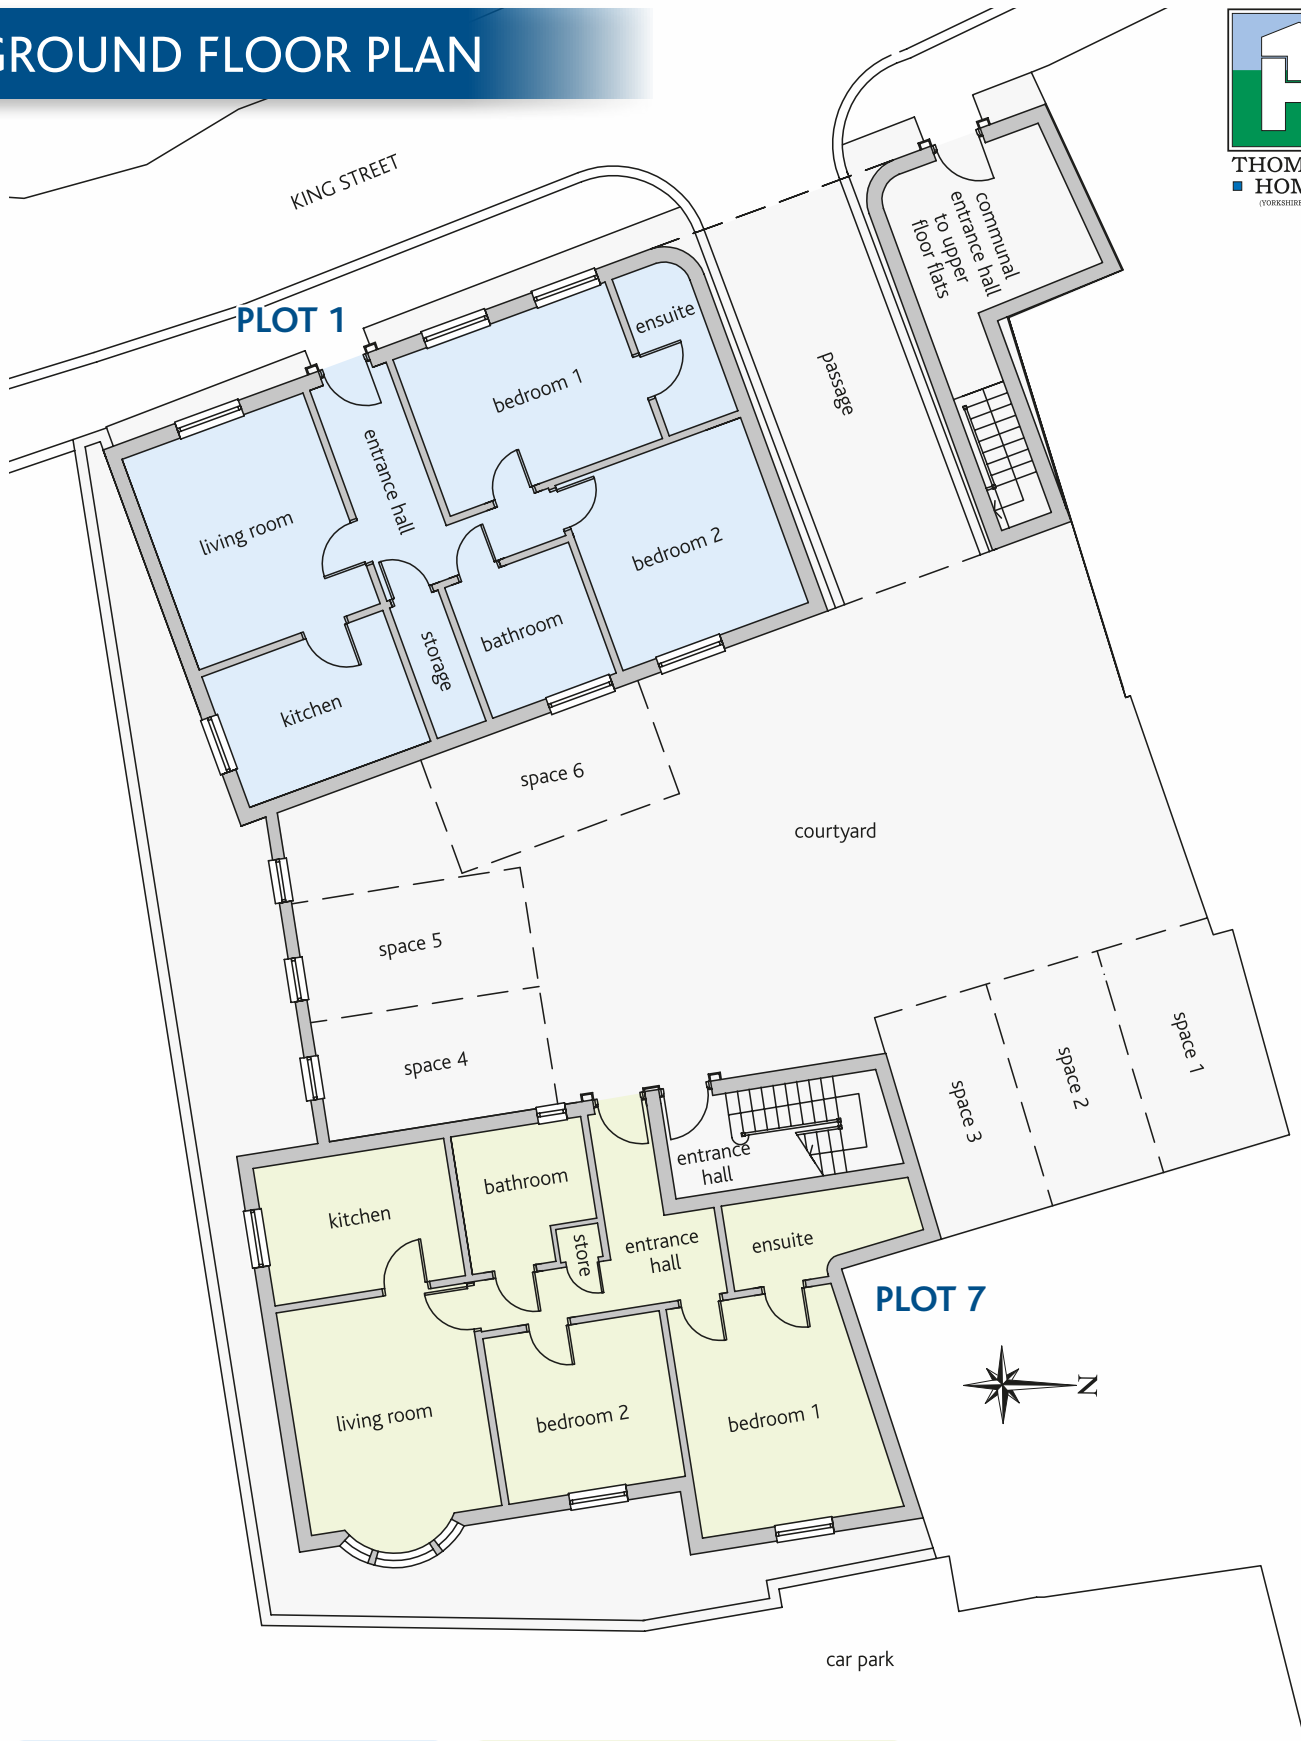 GROUND FLOOR PLAN
THOM
HOM
(YORKSHIRE
KING STREET
communal
entrance hall
to upper
floor flats
PLOT 1
ensuite
bedroom 1
passage
entrance hall
living room
bedroom 2
bathroom
storage
kitchen
space 6
courtyard
space 5
space 4
space 1
space 2
space 3
entrance
hall
bathroom
kitchen
store
entrance
hall
ensuite
PLOT 7
N
living room
bedroom 2
bedroom 1
car park